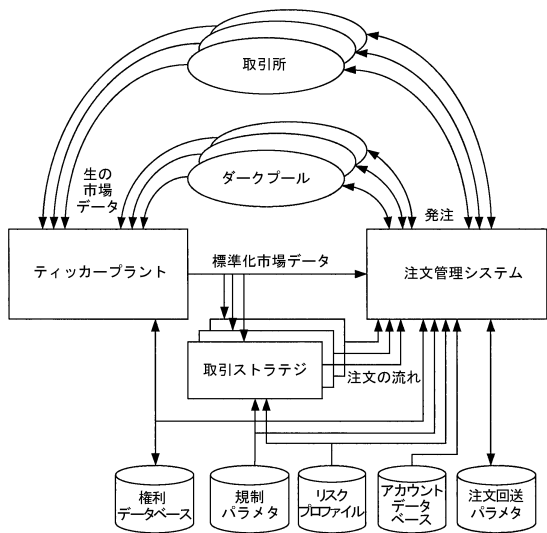 取引所
ダークプール
生の
市場
データ
発注
ティッカープラント
標準化市場データ
注文管理システム
取引ストラテジ
注文の流れ
権利
データベース
規制
パラメタ
リスク
プロファイル
アカウント
データ
ベース
注文回送
パラメタ